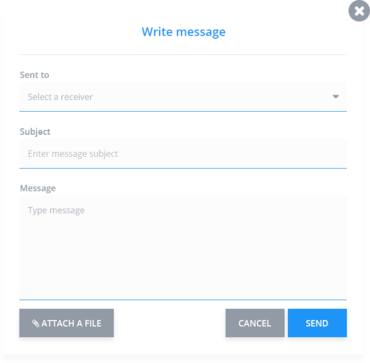 Write message
Sent to
Select a receiver
Subject
Enter message subject
Message
Type message
ATTACH A FILE
CANCEL
SEND